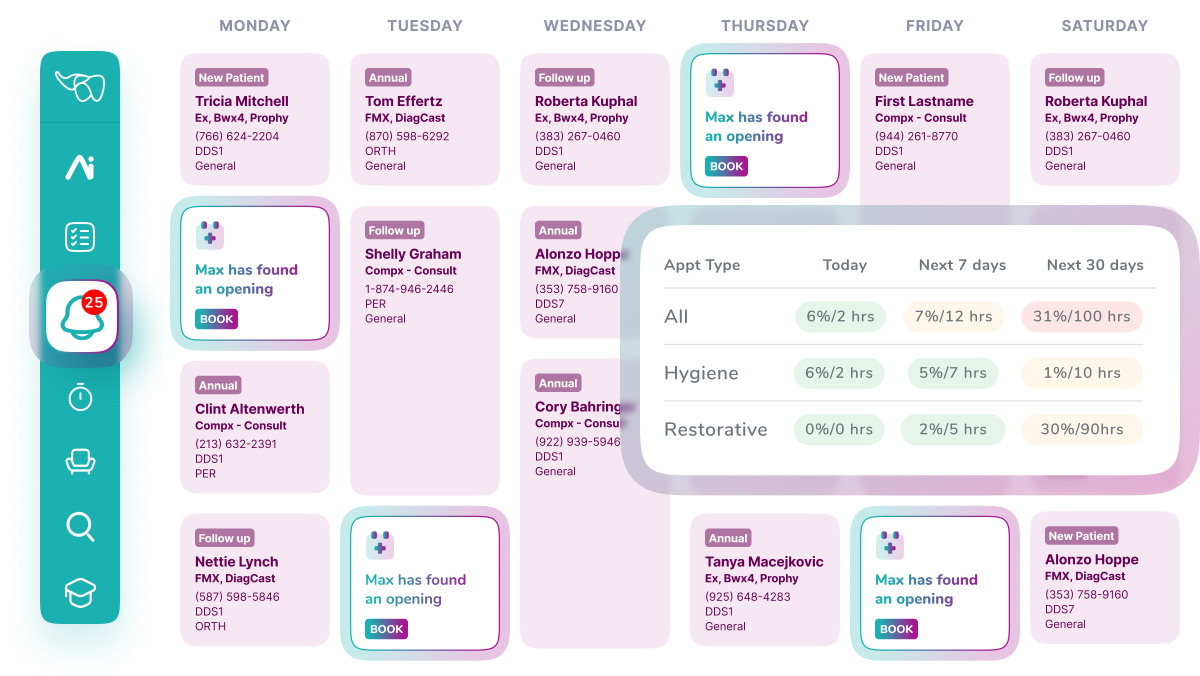 MONDAY
TUESDAY
WEDNESDAY
THURSDAY
FRIDAY
SATURDAY
Ai
25
New Patient
Tricia Mitchell
Ex, Bwx4, Prophy
(766) 624-2204
DDS1
General
Max has found
an opening
BOOK
Annual
Clint Altenwerth
Compx - Consult
(213) 632-2391
DDS1
PER
Follow up
Nettie Lynch
FMX, DiagCast
(587) 598-5846
DDS1
ORTH
Annual
Tom Effertz
FMX, DiagCast
(870) 598-6292
ORTH
General
Follow up
Shelly Graham
Compx - Consult
1-874-946-2446
PER
General
Max has found
an opening
BOOK
Follow up
Roberta Kuphal
Ex, Bwx4, Prophy
(383) 267-0460
DDS1
General
Annual
Alonzo Hoppe
FMX, DiagCast
(353) 758-9160
DDS7
General
Annual
Cory Bahringe
Compx - Consu
(922) 939-5946
DDS1
General
Max has found
an opening
BOOK
Annual
Tanya Macejkovic
Ex, Bwx4, Prophy
(925) 648-4283
DDS1
General
New Patient
First Lastname
Compx - Consult
(944) 261-8770
DDS1
General
Max has found
an opening
BOOK
Follow up
Roberta Kuphal
Ex, Bwx4, Prophy
(383) 267-0460
DDS1
General
New Patient
Alonzo Hoppe
FMX, DiagCast
(353) 758-9160
DDS7
General
Appt Type Today Next 7 days Next 30 days
All 6%/2 hrs 7%/12 hrs 31%/100 hrs
Hygiene 6%/2 hrs 5%/7 hrs 1%/10 hrs
Restorative 0%/0 hrs 2%/5 hrs 30%/90hrs